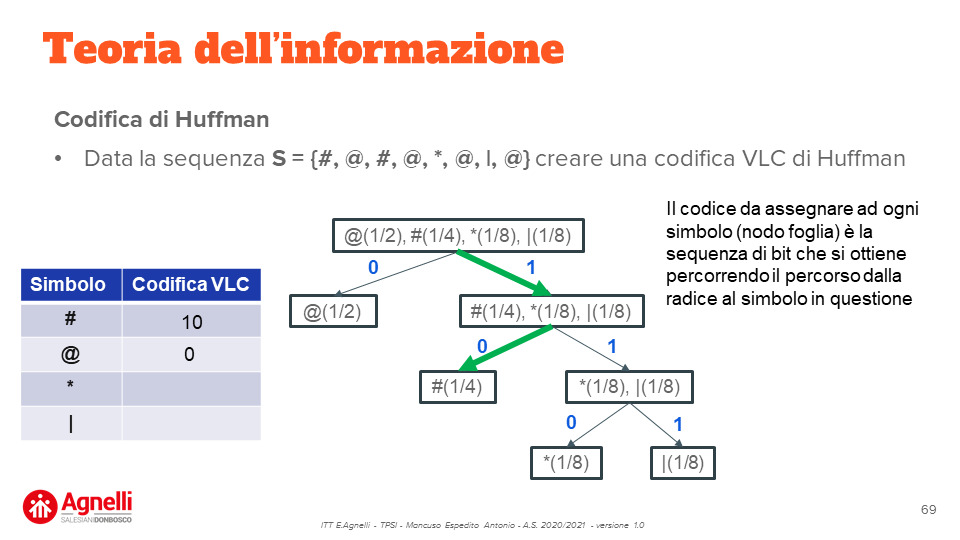 Teoria dell'informazione
Codifica di Huffman
• Data la sequenza S = {#, @, #, @, *, @, |, @} creare una codifica VLC di Huffman
Il codice da assegnare ad ogni
simbolo (nodo foglia) è la
sequenza di bit che si ottiene
percorrendo il percorso dalla
radice al simbolo in questione
@(1/2), #(1/4), *(1/8), |(1/8)
0 1
@(1/2) #(1/4), *(1/8), |(1/8)
0 1
#(1/4) *(1/8), |(1/8)
0 1
*(1/8) |(1/8)
Simbolo Codifica VLC
# 10
@ 0
*
|
Agnelli
SALESIANI DONBOSCO
ITT E.Agnelli - TPSI - Mancuso Espedito Antonio - A.S. 2020/2021 - versione 1.0
69